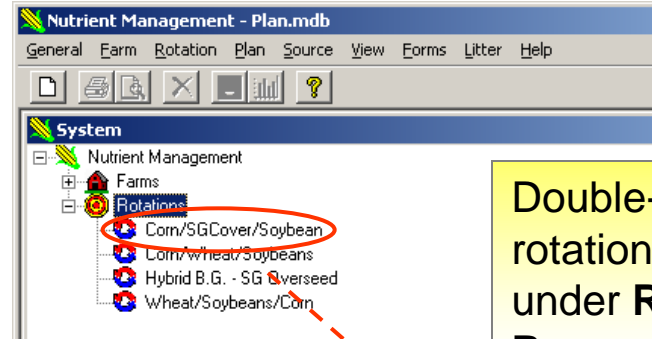 Nutrient Management - Plan.mdb
General Farm Rotation Plan Source View Forms Litter Help
System
Nutrient Management
Farms
Rotations
Corn/SGCover/Soybean
Corn/Wheat/Soybeans
Hybrid B.G. - SG Overseed
Wheat/Soybeans/Corn
Double-
rotation
under R